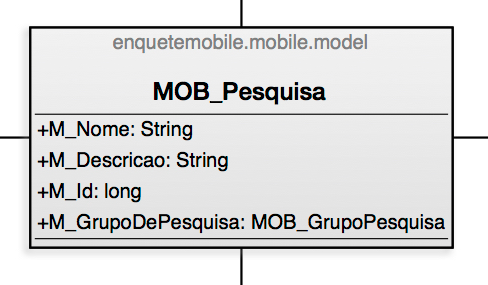 enquetemobile.mobile.model
MOB_Pesquisa
+M_Nome: String
+M_Descricao: String
+M_Id: long
+M_GrupoDePesquisa: MOB_GrupoPesquisa